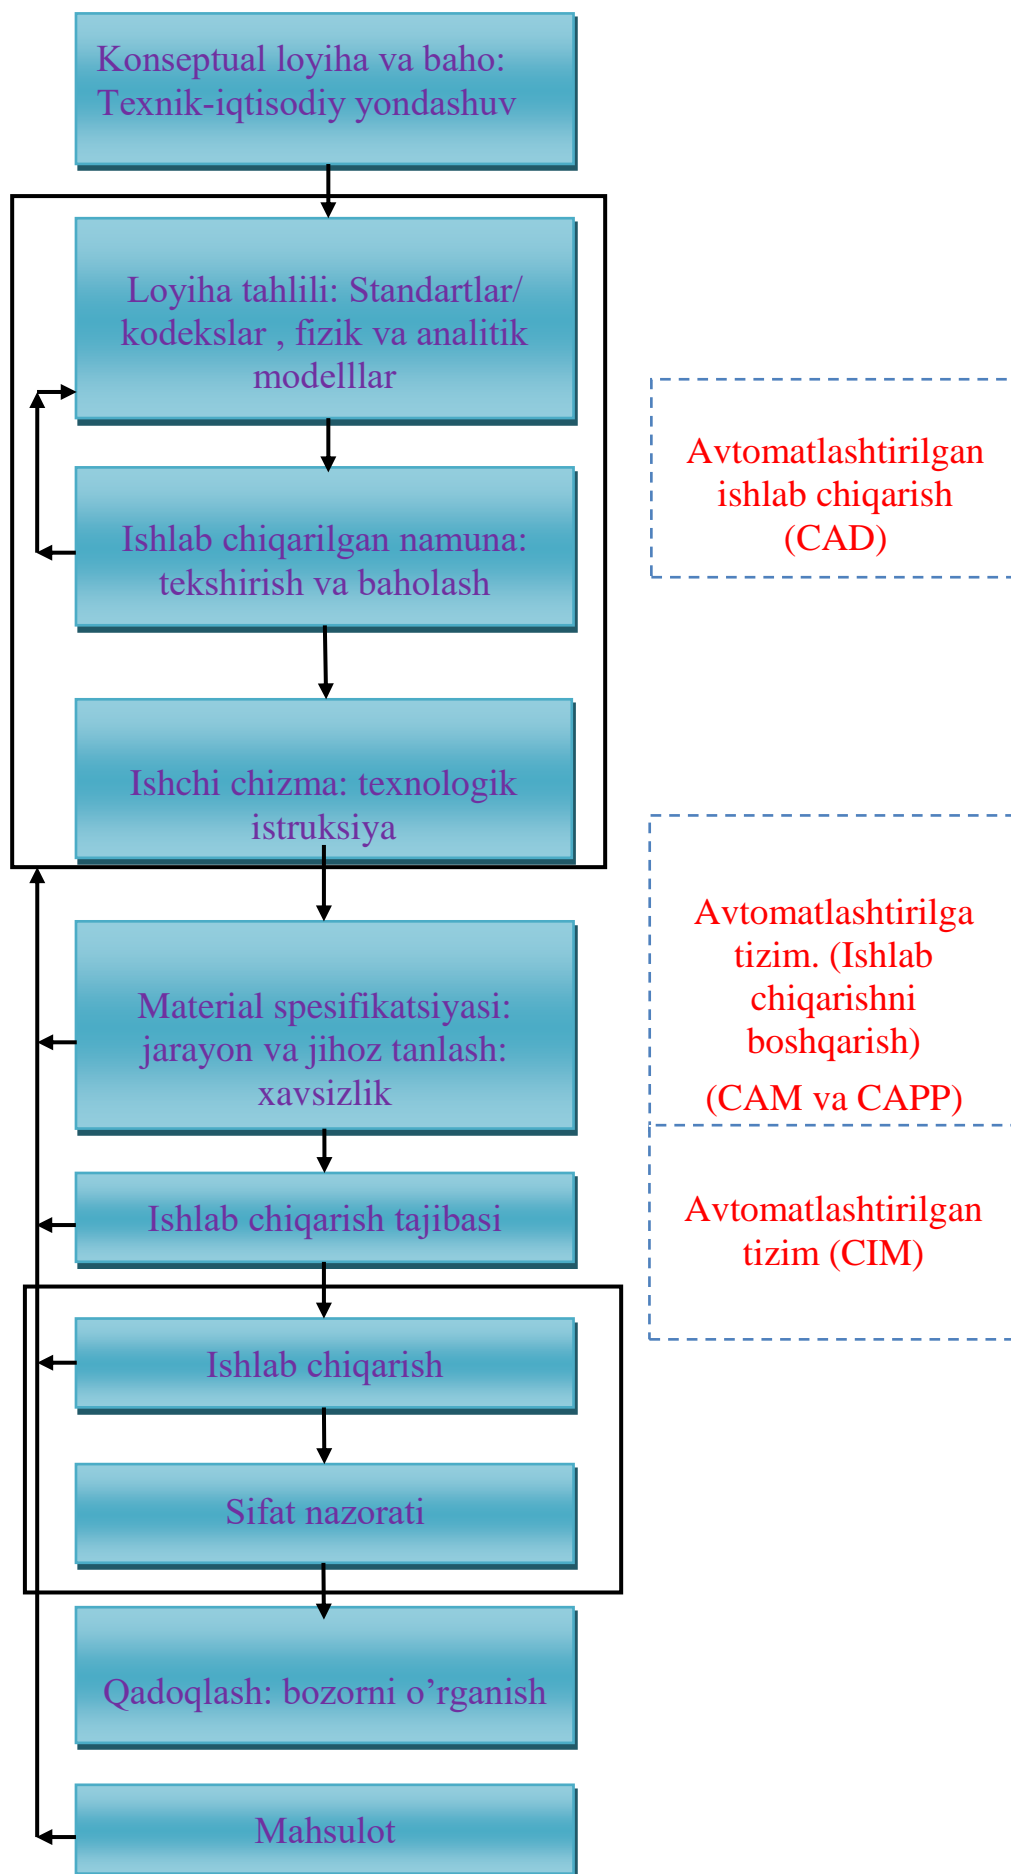 Konseptual loyiha va baho:
Texnik-iqtisodiy yondashuv
Loyiha tahlili: Standartlar/
kodekslar , fizik va analitik
modelllar
Avtomatlashtirilgan
ishlab chiqarish
(CAD)
Ishlab chiqarilgan namuna:
tekshirish va baholash
Ishchi chizma: texnologik
istruksiya
Avtomatlashtirilga
tizim. (Ishlab
chiqarishni
boshqarish)
(CAM va CAPP)
Material spesifikatsiyasi:
jarayon va jihoz tanlash:
xavsizlik
Ishlab chiqarish tajibasi
Avtomatlashtirilgan
tizim (CIM)
Ishlab chiqarish
Sifat nazorati
Qadoqlash: bozorni o’rganish
Mahsulot